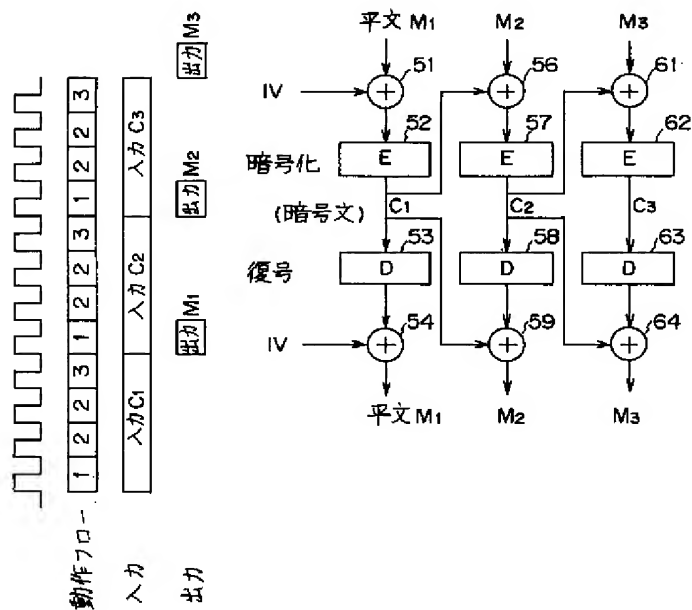 動作フロー 1 2 2 3 1 2 2 3 1 2 2 3
入力 入力 C1 入力 C2 入力 C3
出力 出力 M1 出力 M2 出力 M3
平文 M1 M2 M3
IV 51 56 61
暗号化 E 52 E 57 E 62
(暗号文) C1 C2 C3
復号 D 53 D 58 D 63
IV 54 59 64
平文 M1 M2 M3